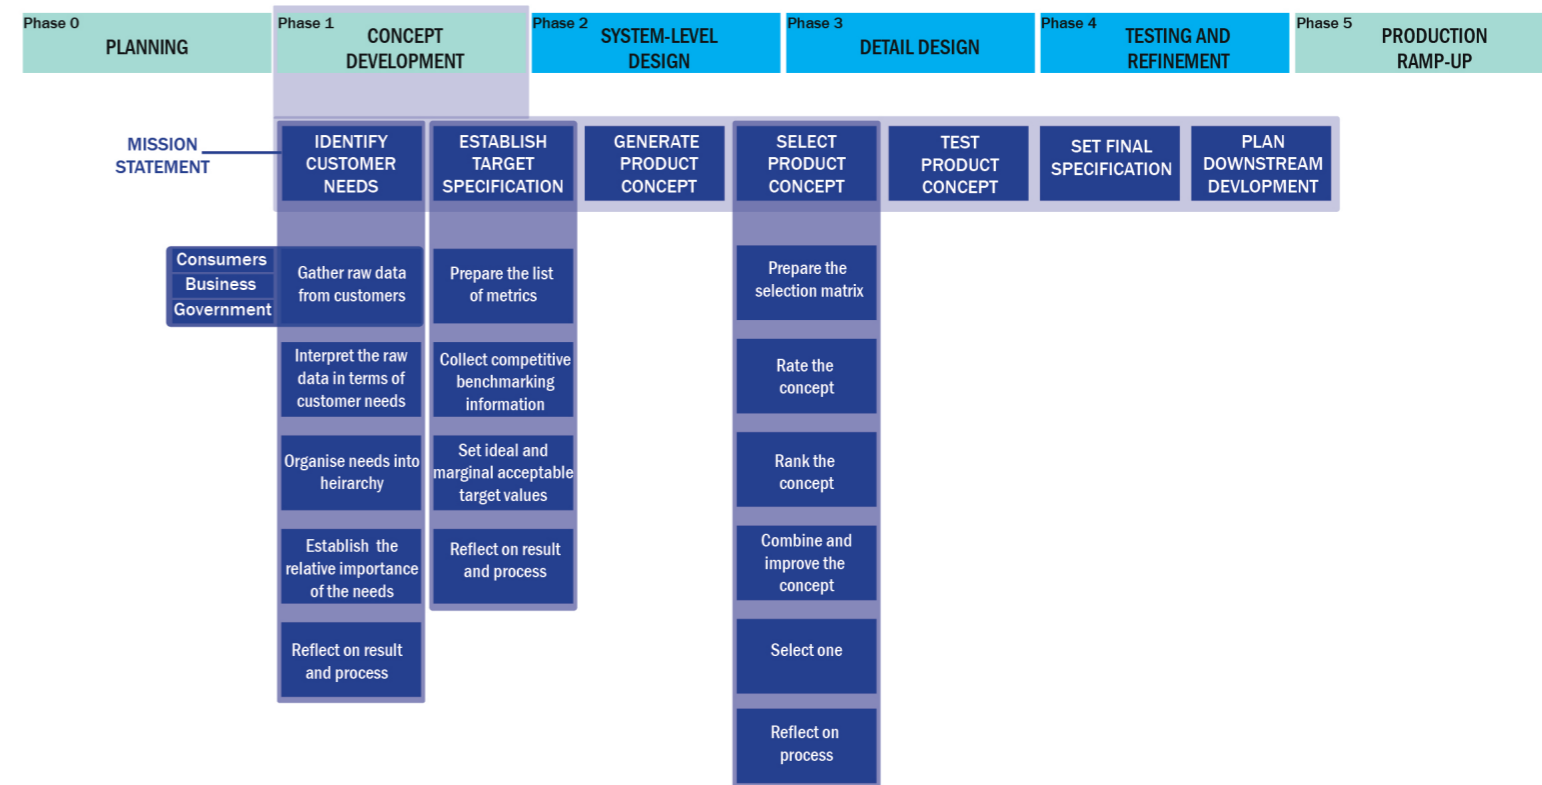 Phase 0
PLANNING
Phase 1
CONCEPT
DEVELOPMENT
Phase 2
SYSTEM-LEVEL
DESIGN
Phase 3
DETAIL DESIGN
Phase 4
TESTING AND
REFINEMENT
Phase 5
PRODUCTION
RAMP-UP
MISSION
STATEMENT
IDENTIFY
CUSTOMER
NEEDS
ESTABLISH
TARGET
SPECIFICATION
GENERATE
PRODUCT
CONCEPT
SELECT
PRODUCT
CONCEPT
TEST
PRODUCT
CONCEPT
SET FINAL
SPECIFICATION
PLAN
DOWNSTREAM
DEVLOPMENT
Consumers
Business
Government
Gather raw data
from customers
Interpret the raw
data in terms of
customer needs
Organise needs into
heirarchy
Establish the
relative importance
of the needs
Reflect on result
and process
Prepare the list
of metrics
Collect competitive
benchmarking
information
Set ideal and
marginal acceptable
target values
Reflect on result
and process
Prepare the
selection matrix
Rate the
concept
Rank the
concept
Combine and
improve the
concept
Select one
Reflect on
process